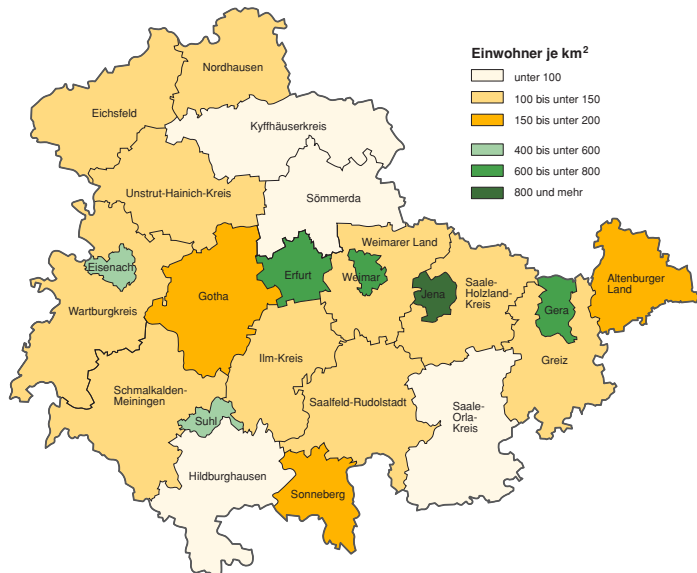 Einwohner je km²
unter 100
100 bis unter 150
150 bis unter 200
400 bis unter 600
600 bis unter 800
800 und mehr
Nordhausen
Eichsfeld
Kyffhäuserkreis
Unstrut-Hainich-Kreis
Sömmerda
Weimarer Land
Eisenach
Erfurt
Weimar
Jena
Saale-
Holzland-
Kreis
Altenburger
Land
Gotha
Wartburgkreis
Gera
Greiz
Ilm-Kreis
Schmalkalden-
Meiningen
Saalfeld-Rudolstadt
Saale-
Orla-
Kreis
Suhl
Hildburghausen
Sonneberg